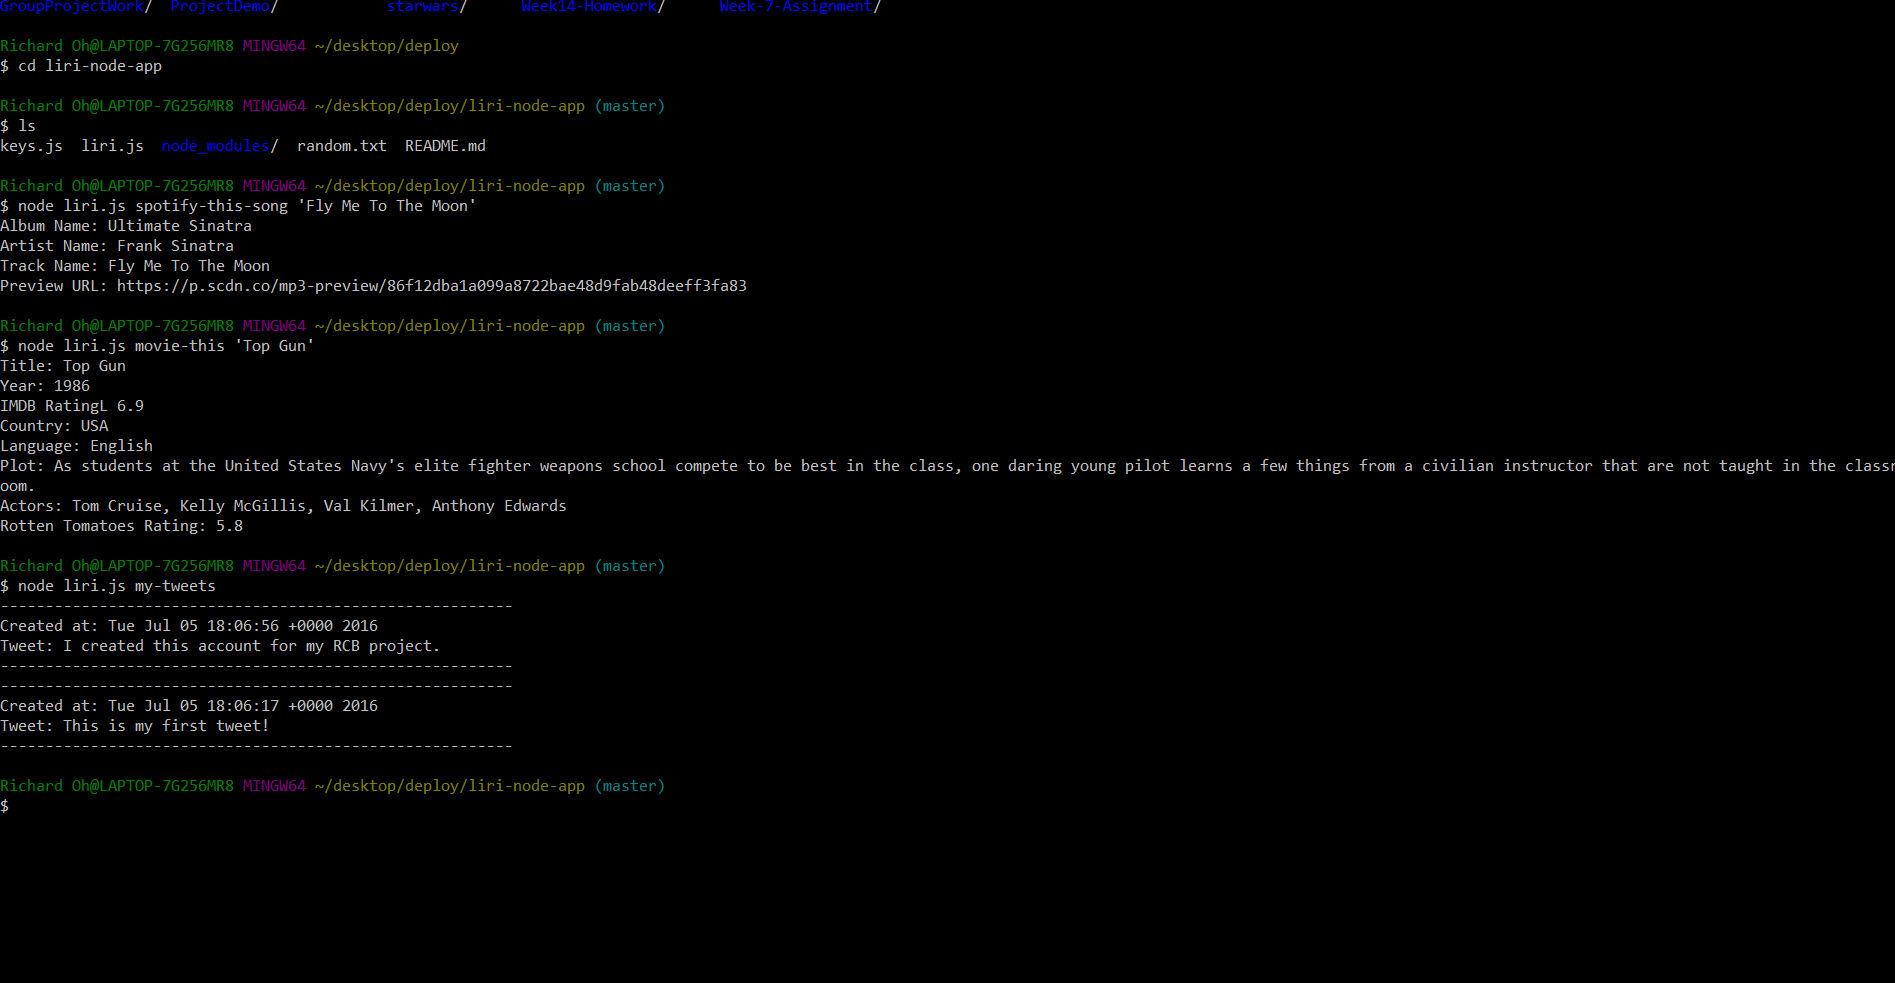 GroupProjectWork/  ProjectDemo/            starwars/      Week14-Homework/      Week-7-Assignment/
Richard Oh@LAPTOP-7G256MR8 MINGW64 ~/desktop/deploy
$ cd liri-node-app
Richard Oh@LAPTOP-7G256MR8 MINGW64 ~/desktop/deploy/liri-node-app (master)
$ ls
keys.js  liri.js  node_modules/  random.txt  README.md
Richard Oh@LAPTOP-7G256MR8 MINGW64 ~/desktop/deploy/liri-node-app (master)
$ node liri.js spotify-this-song 'Fly Me To The Moon'
Album Name: Ultimate Sinatra
Artist Name: Frank Sinatra
Track Name: Fly Me To The Moon
Preview URL: https://p.scdn.co/mp3-preview/86f12dba1a099a8722bae48d9fab48deeff3fa83
Richard Oh@LAPTOP-7G256MR8 MINGW64 ~/desktop/deploy/liri-node-app (master)
$ node liri.js movie-this 'Top Gun'
Title: Top Gun
Year: 1986
IMDB RatingL 6.9
Country: USA
Language: English
Plot: As students at the United States Navy's elite fighter weapons school compete to be best in the class, one daring young pilot learns a few things from a civilian instructor that are not taught in the classr
oom.
Actors: Tom Cruise, Kelly McGillis, Val Kilmer, Anthony Edwards
Rotten Tomatoes Rating: 5.8
Richard Oh@LAPTOP-7G256MR8 MINGW64 ~/desktop/deploy/liri-node-app (master)
$ node liri.js my-tweets
---------------------------------------------------------
Created at: Tue Jul 05 18:06:56 +0000 2016
Tweet: I created this account for my RCB project.
---------------------------------------------------------
---------------------------------------------------------
Created at: Tue Jul 05 18:06:17 +0000 2016
Tweet: This is my first tweet!
---------------------------------------------------------
Richard Oh@LAPTOP-7G256MR8 MINGW64 ~/desktop/deploy/liri-node-app (master)
$